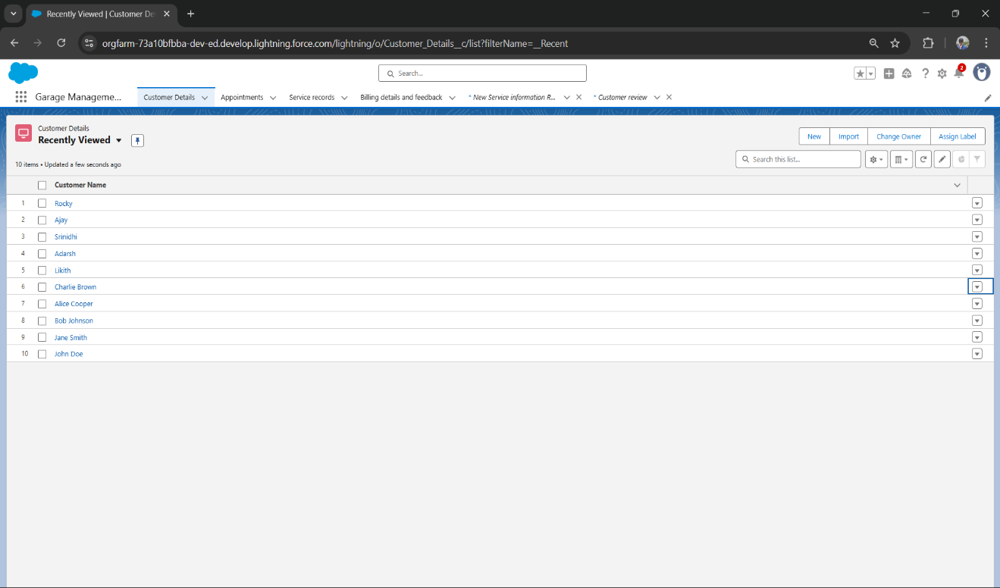 Recently Viewed | Customer De
orgfarm-73a10bfbba-dev-ed.develop.lightning.force.com/lightning/o/Customer_Details__c/list?filterName=__Recent
Search...
2
Garage Manageme...
Customer Details
Appointments
Service records
Billing details and feedback
* New Service information R...
* Customer review
Customer Details
Recently Viewed
New
Import
Change Owner
Assign Label
10 items • Updated a few seconds ago
Search this list...
Customer Name
1 Rocky
2 Ajay
3 Srinidhi
4 Adarsh
5 Likith
6 Charlie Brown
7 Alice Cooper
8 Bob Johnson
9 Jane Smith
10 John Doe